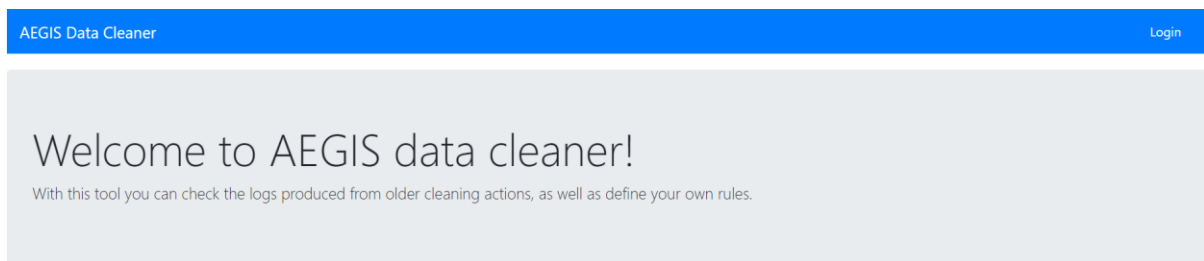 AEGIS Data Cleaner
Login
Welcome to AEGIS data cleaner!
With this tool you can check the logs produced from older cleaning actions, as well as define your own rules.